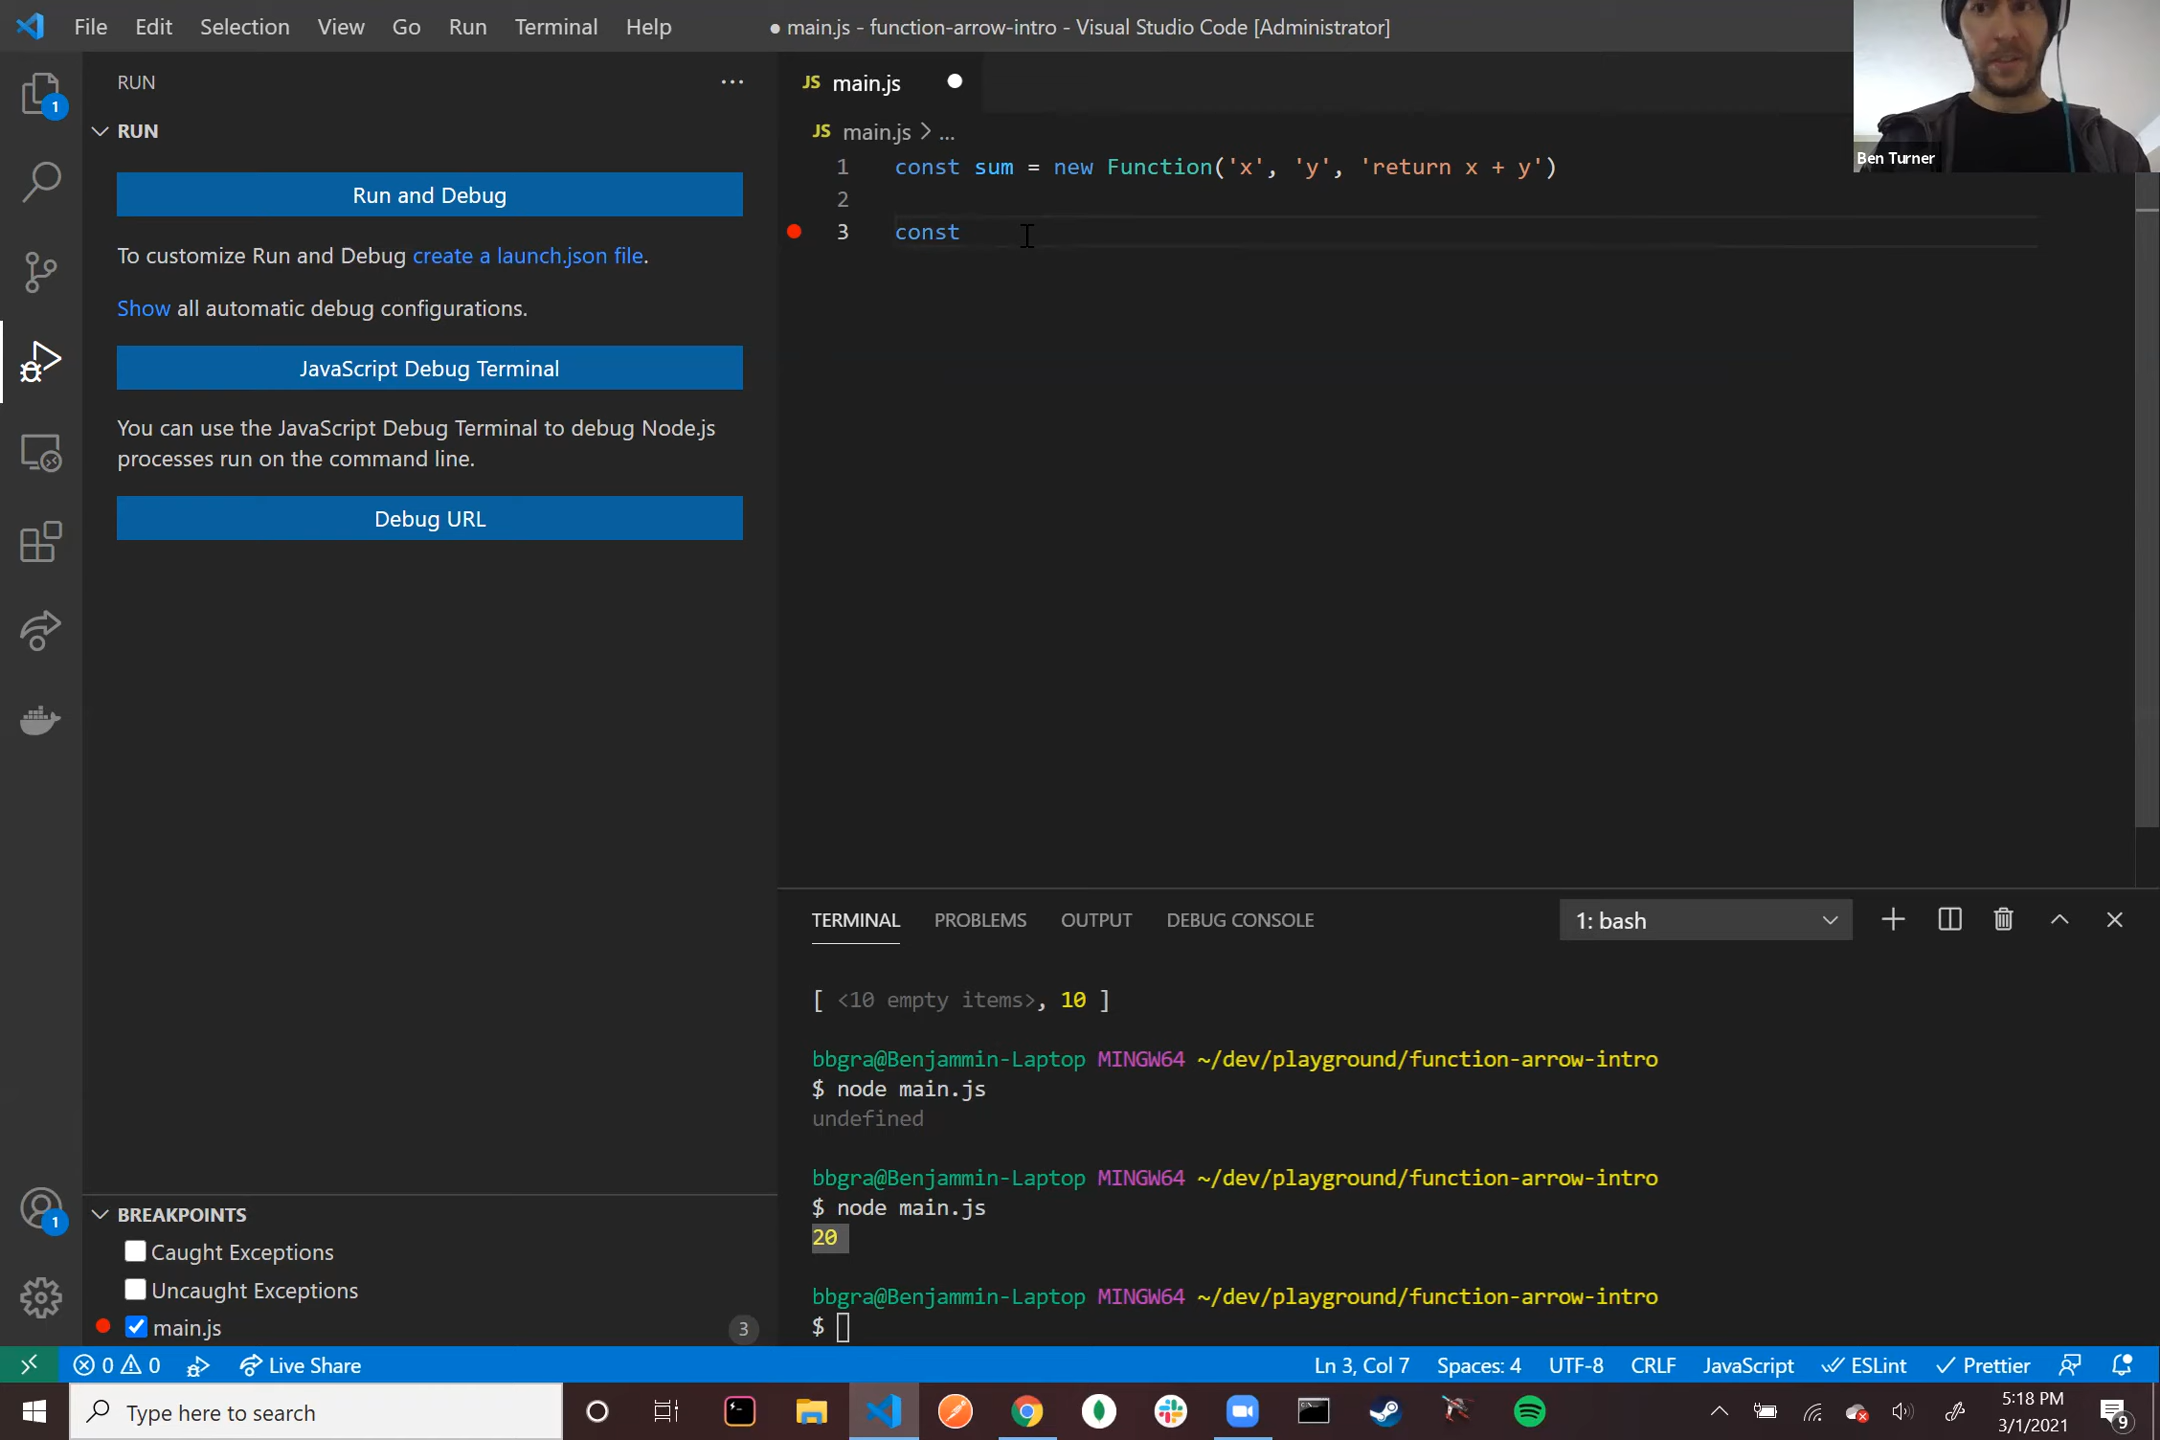 File Edit Selection View Go Run Terminal Help
● main.js - function-arrow-intro - Visual Studio Code [Administrator]
RUN
RUN
Run and Debug
To customize Run and Debug create a launch.json file.
Show all automatic debug configurations.
JavaScript Debug Terminal
You can use the JavaScript Debug Terminal to debug Node.js
processes run on the command line.
Debug URL
BREAKPOINTS
Caught Exceptions
Uncaught Exceptions
main.js 3
1
1
JS main.js
JS main.js > ...
1 const sum = new Function('x', 'y', 'return x + y')
2
3 const
Ben Turner
TERMINAL PROBLEMS OUTPUT DEBUG CONSOLE 1: bash
[ <10 empty items>, 10 ]
bbgra@Benjammin-Laptop MINGW64 ~/dev/playground/function-arrow-intro
$ node main.js
undefined
bbgra@Benjammin-Laptop MINGW64 ~/dev/playground/function-arrow-intro
$ node main.js
20
bbgra@Benjammin-Laptop MINGW64 ~/dev/playground/function-arrow-intro
$
0 0 Live Share Ln 3, Col 7 Spaces: 4 UTF-8 CRLF JavaScript ESLint Prettier
Type here to search
5:18 PM
3/1/2021
9